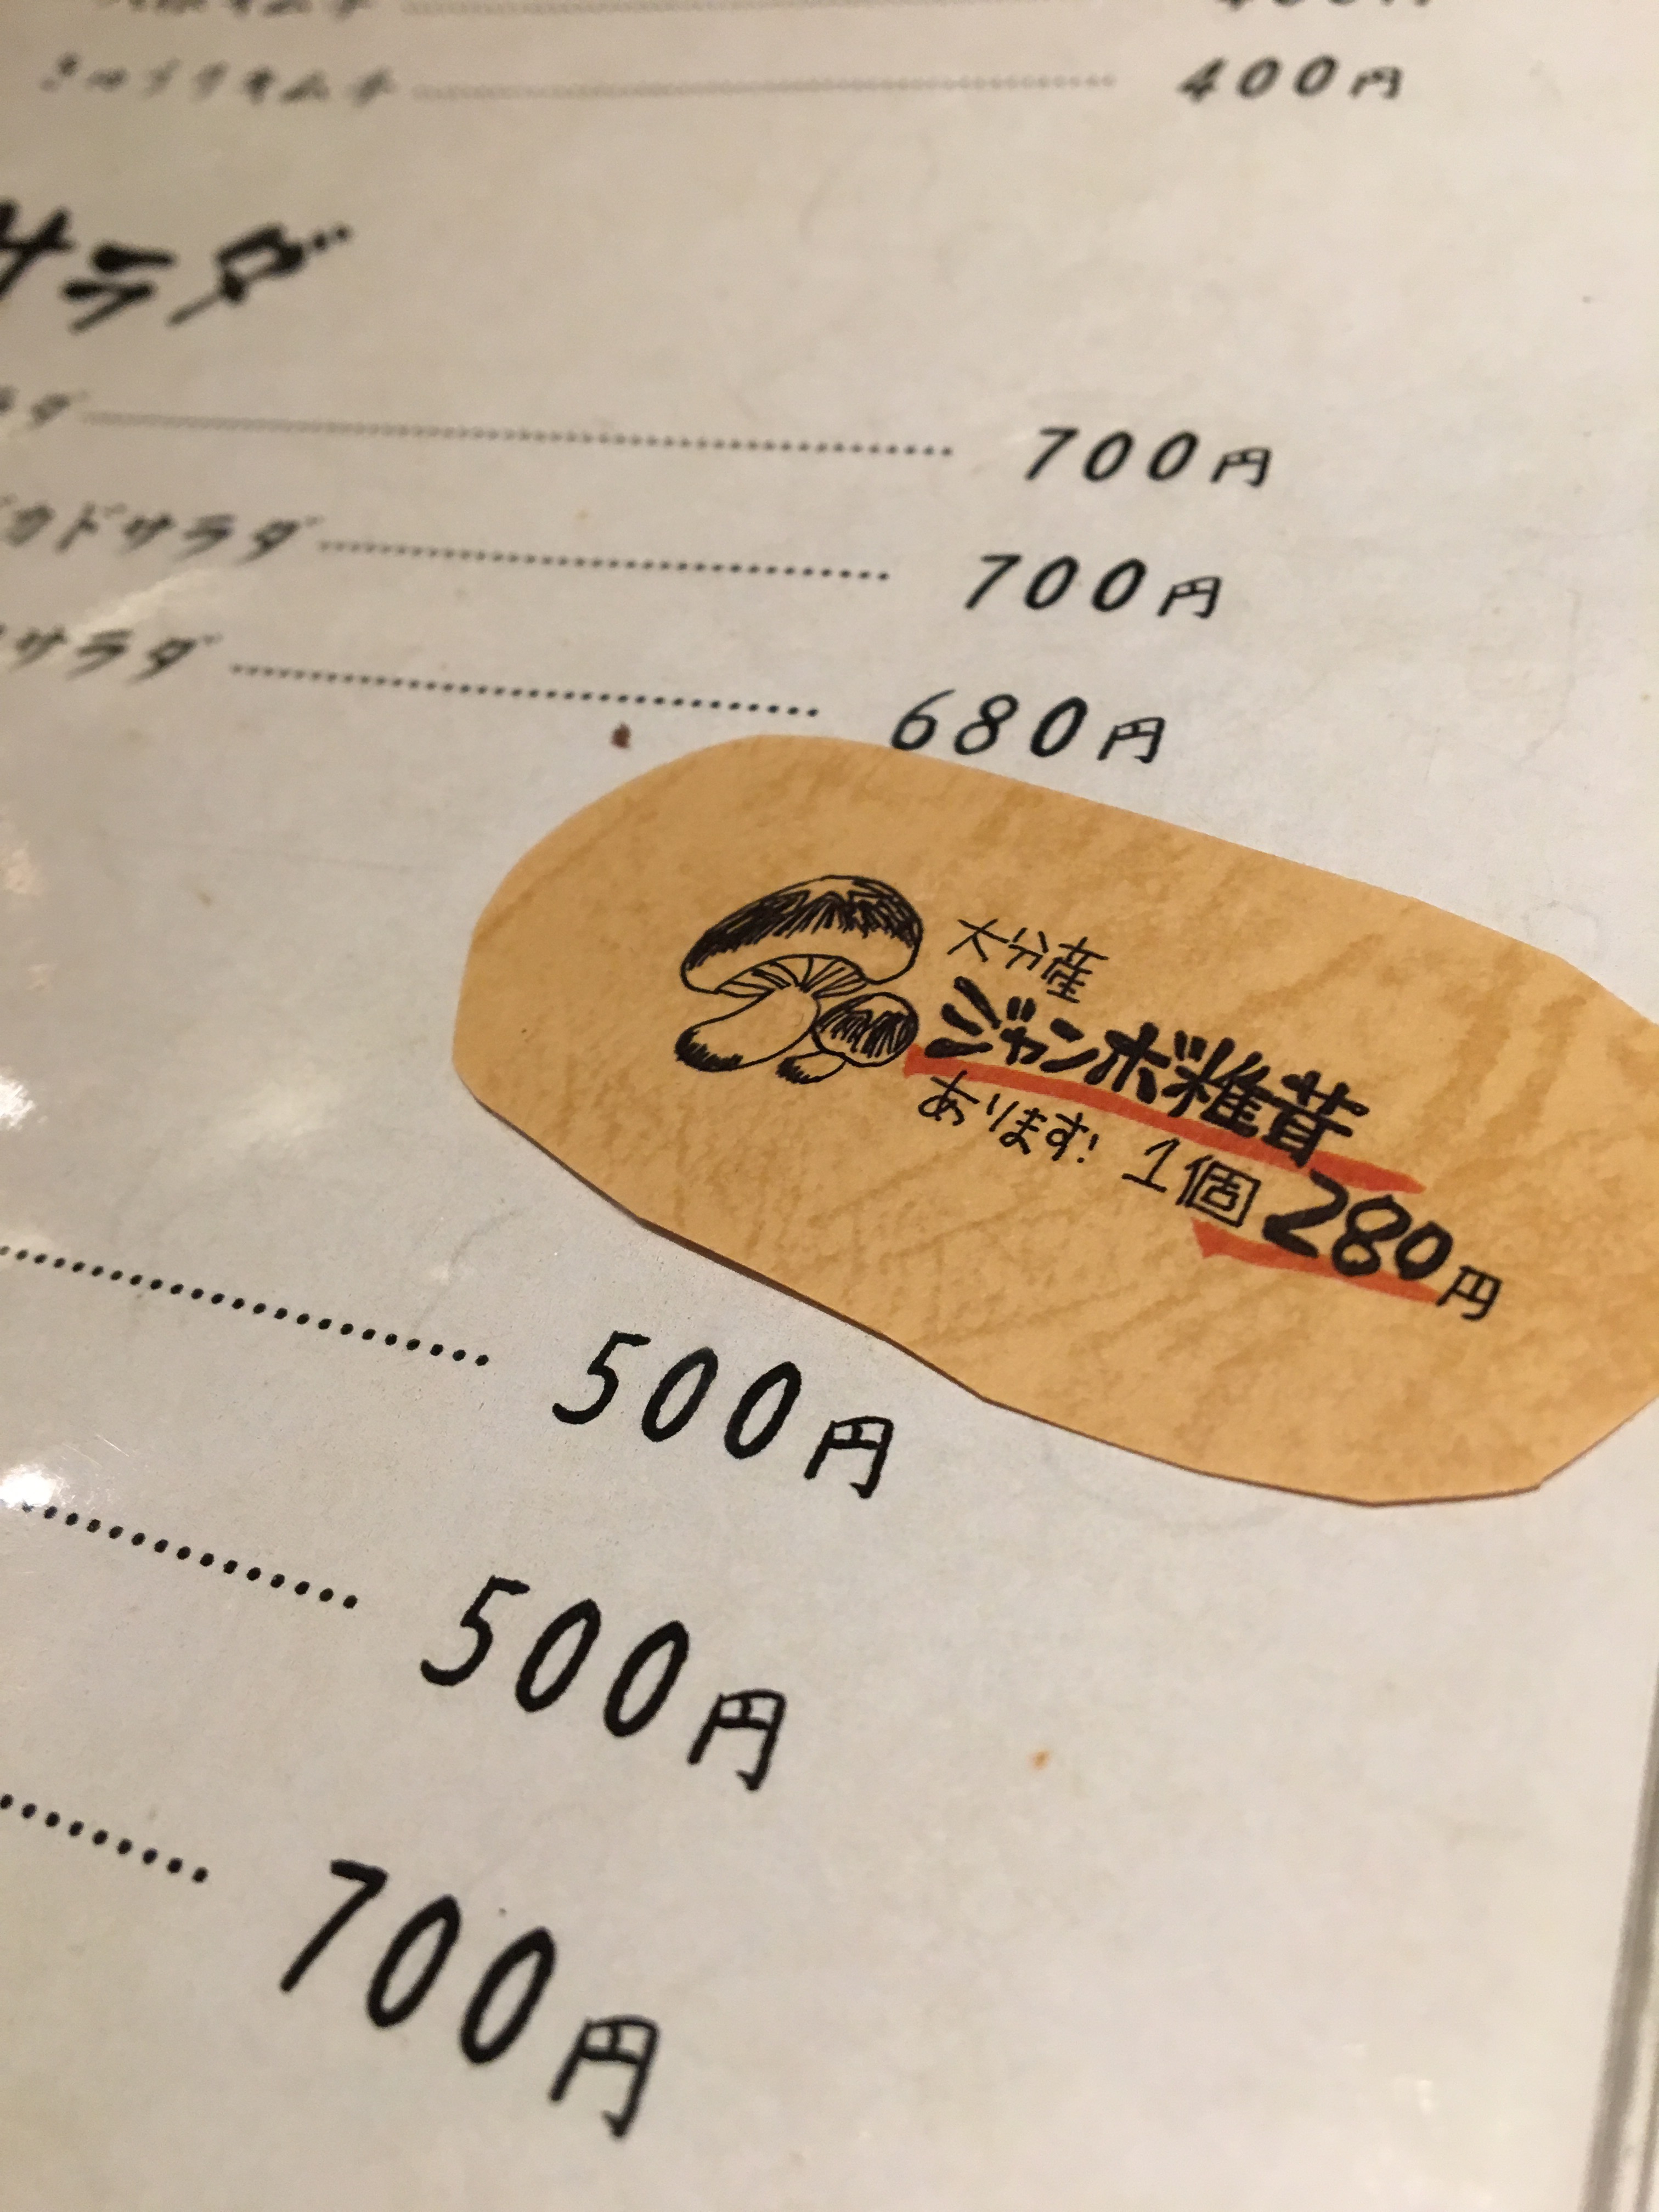 400円
サラダ
700円
カドサラダ 700円
サラダ 680円
大分産
ジャンボ椎茸
あります! 1個280円
500円
500円
700円